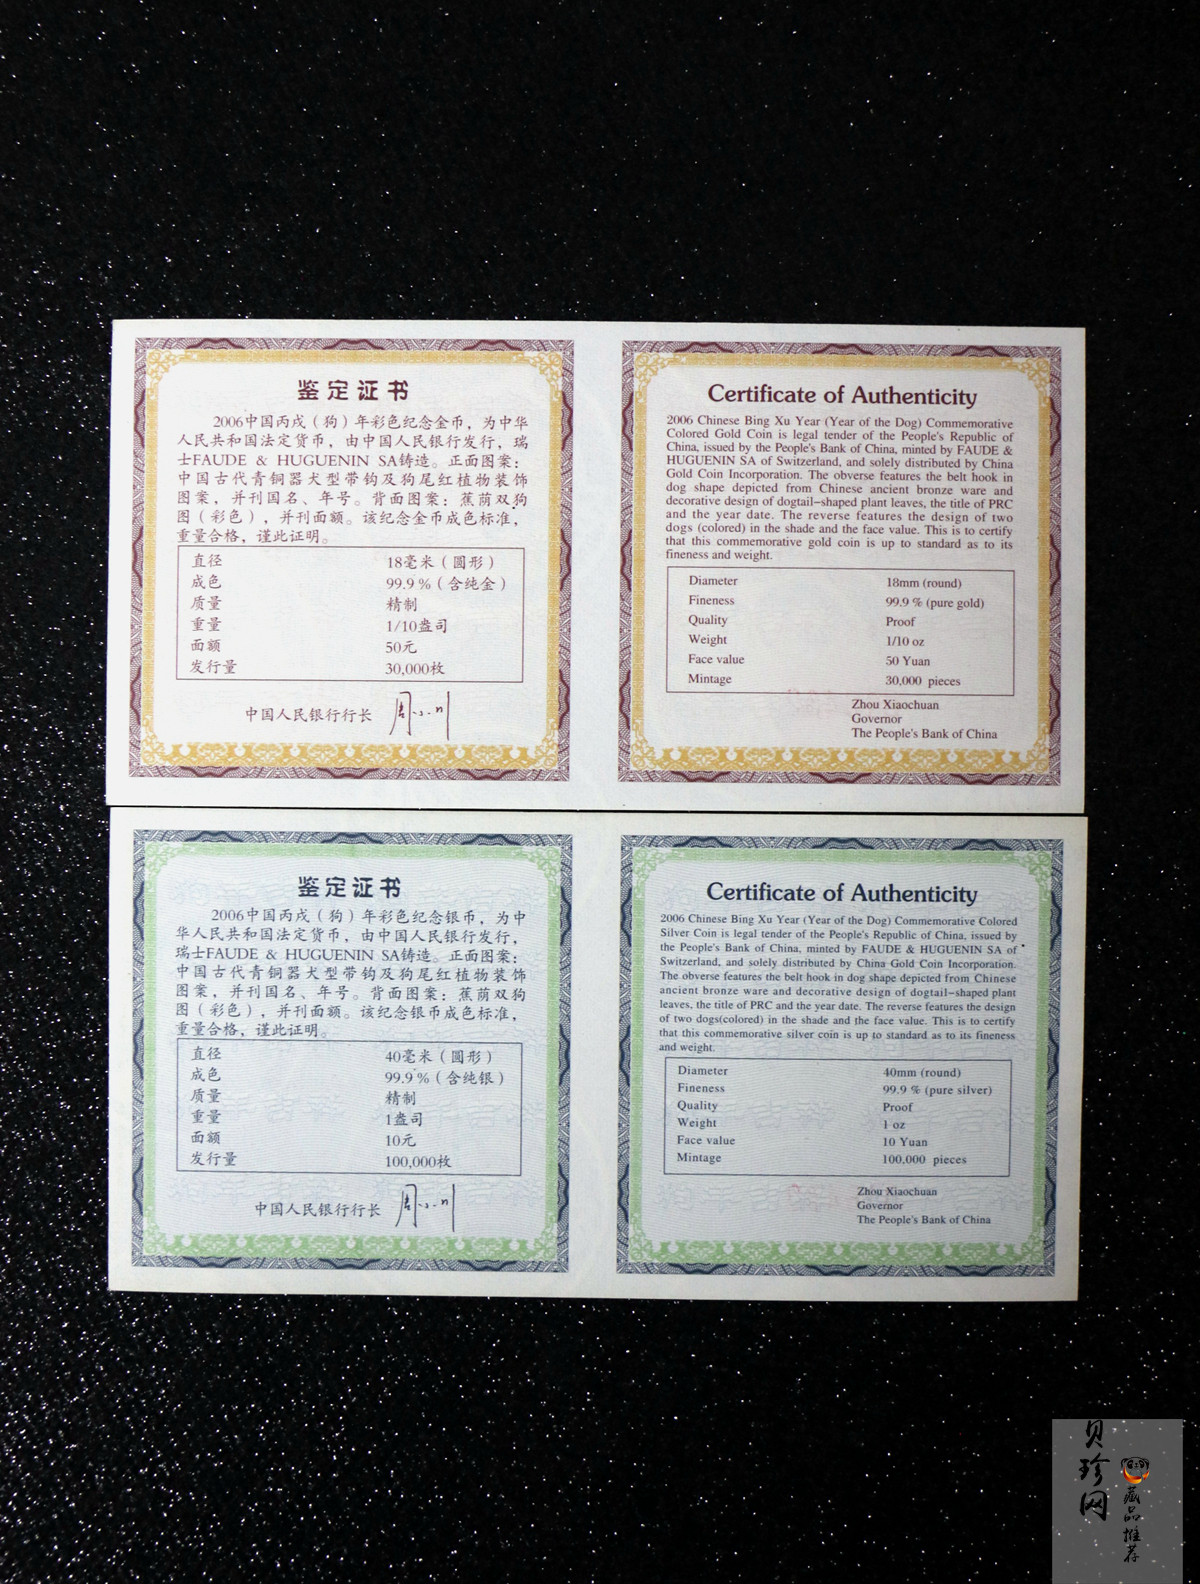 鉴定证书
2006中国丙戌（狗）年彩色纪念金币，为中华
人民共和国法定货币，由中国人民银行发行，瑞
士FAUDE & HUGUENIN SA铸造。正面图案：
中国古代青铜器犬型带钩及狗尾红植物装饰
图案，并刊国名、年号。背面图案：蕉荫双狗
图（彩色），并刊面额。该纪念金币成色标准，
重量合格，谨此证明。
直径 18毫米（圆形）
成色 99.9%（含纯金）
质量 精制
重量 1/10盎司
面额 50元
发行量 30,000枚
中国人民银行行长 周小川
Certificate of Authenticity
2006 Chinese Bing Xu Year (Year of the Dog) Commemorative
Colored Gold Coin is legal tender of the People's Republic of
China, issued by the People's Bank of China, minted by FAUDE &
HUGUENIN SA of Switzerland, and solely distributed by China
Gold Coin Incorporation. The obverse features the belt hook in
dog shape depicted from Chinese ancient bronze ware and
decorative design of dogtail-shaped plant leaves, the title of PRC
and the year date. The reverse features the design of two
dogs (colored) in the shade and the face value. This is to certify
that this commemorative gold coin is up to standard as to its
fineness and weight.
Diameter 18mm (round)
Fineness 99.9 % (pure gold)
Quality Proof
Weight 1/10 oz
Face value 50 Yuan
Mintage 30,000 pieces
Zhou Xiaochuan
Governor
The People's Bank of China
鉴定证书
2006中国丙戌（狗）年彩色纪念银币，为中
华人民共和国法定货币，由中国人民银行发行，
瑞士FAUDE & HUGUENIN SA铸造。正面图案：
中国古代青铜器犬型带钩及狗尾红植物装饰
图案，并刊国名、年号。背面图案：蕉荫双狗
图（彩色），并刊面额。该纪念银币成色标准，
重量合格，谨此证明。
直径 40毫米（圆形）
成色 99.9%（含纯银）
质量 精制
重量 1盎司
面额 10元
发行量 100,000枚
中国人民银行行长 周小川
Certificate of Authenticity
2006 Chinese Bing Xu Year (Year of the Dog) Commemorative Colored
Silver Coin is legal tender of the People's Republic of China, issued by
the People's Bank of China, minted by FAUDE & HUGUENIN SA of
Switzerland, and solely distributed by China Gold Coin Incorporation.
The obverse features the belt hook in dog shape depicted from Chinese
ancient bronze ware and decorative design of dogtail-shaped plant
leaves, the title of PRC and the year date. The reverse features the design
of two dogs(colored) in the shade and the face value. This is to certify
that this commemorative silver coin is up to standard as to its fineness
and weight.
Diameter 40mm (round)
Fineness 99.9 % (pure silver)
Quality Proof
Weight 1 oz
Face value 10 Yuan
Mintage 100,000 pieces
Zhou Xiaochuan
Governor
The People's Bank of China
贝珍网
藏品推荐